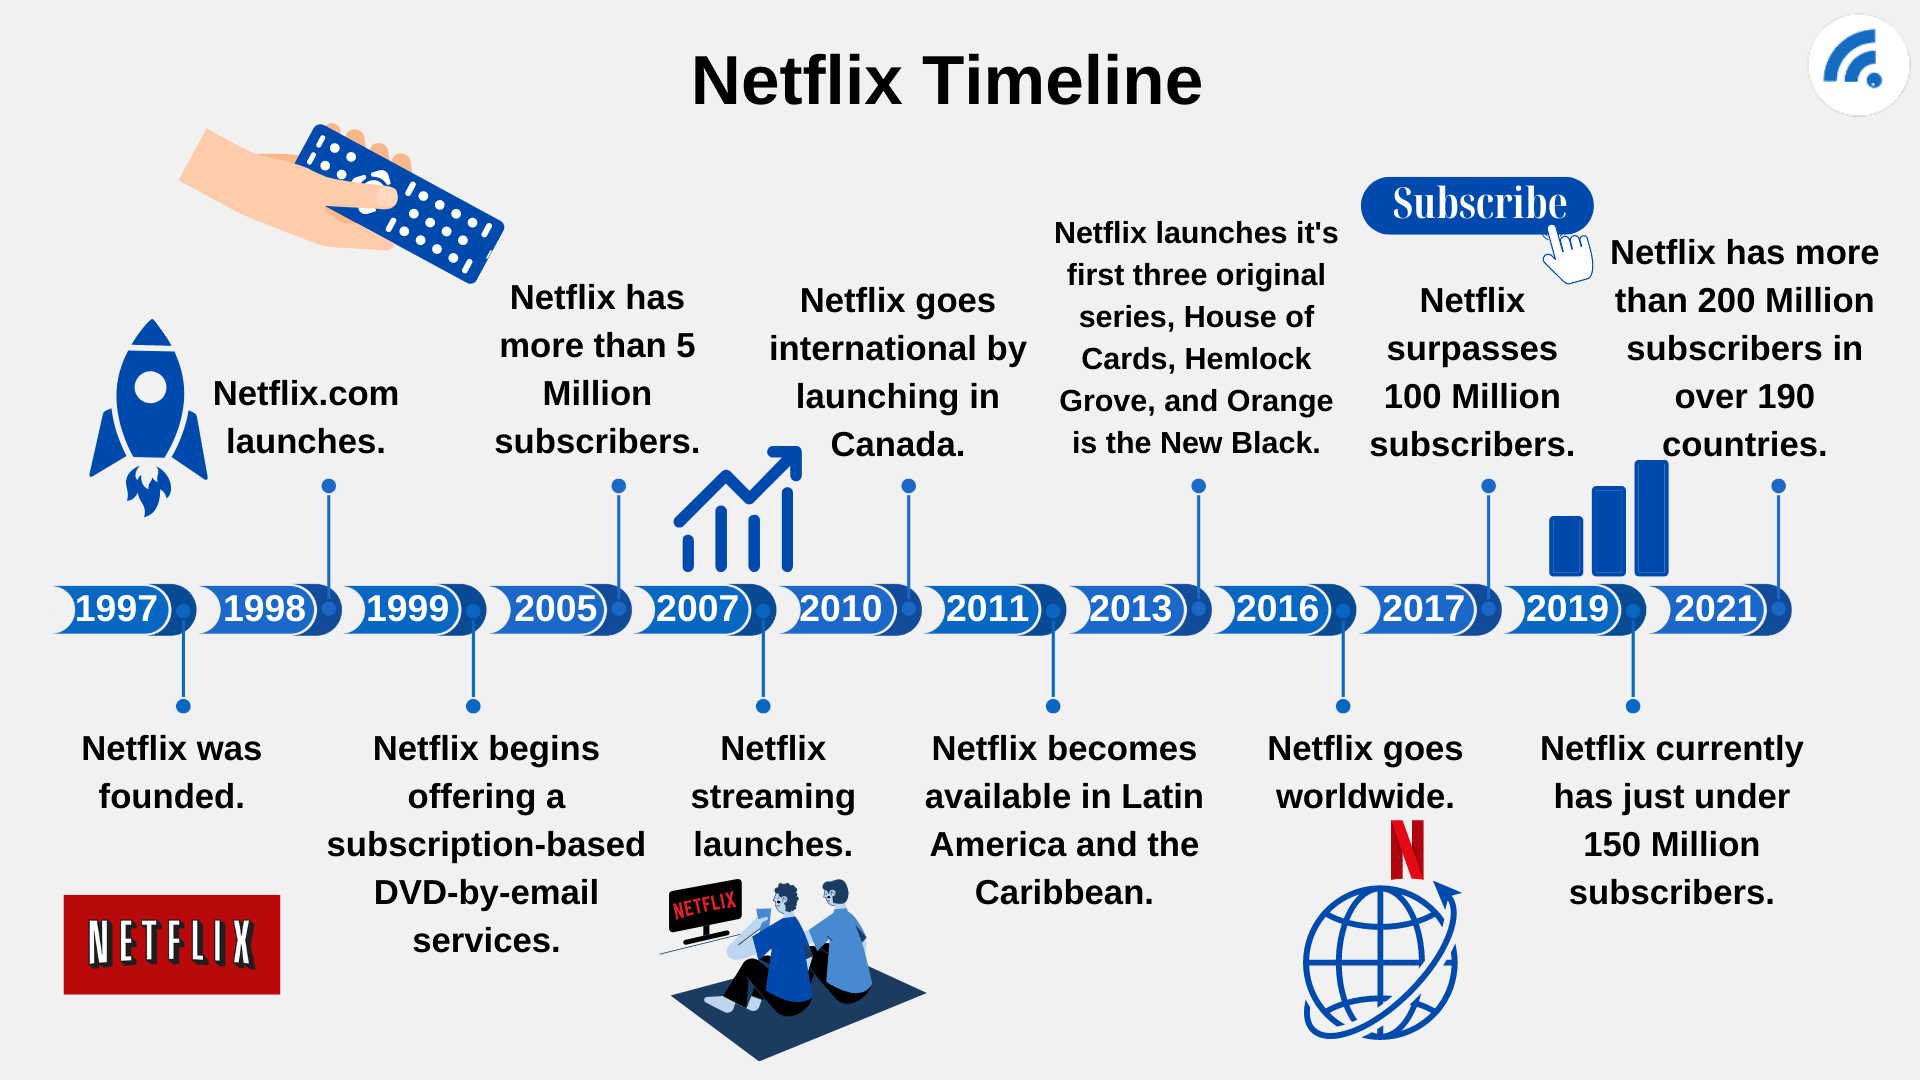 Netflix Timeline
Netflix.com
launches.
Netflix has
more than 5
Million
subscribers.
Netflix goes
international by
launching in
Canada.
Netflix launches it's
first three original
series, House of
Cards, Hemlock
Grove, and Orange
is the New Black.
Subscribe
Netflix
surpasses
100 Million
subscribers.
Netflix has more
than 200 Million
subscribers in
over 190
countries.
1997
1998
1999
2005
2007
2010
2011
2013
2016
2017
2019
2021
Netflix was
founded.
NETFLIX
Netflix begins
offering a
subscription-based
DVD-by-email
services.
Netflix
streaming
launches.
NETFLIX
Netflix becomes
available in Latin
America and the
Caribbean.
Netflix goes
worldwide.
N
Netflix currently
has just under
150 Million
subscribers.